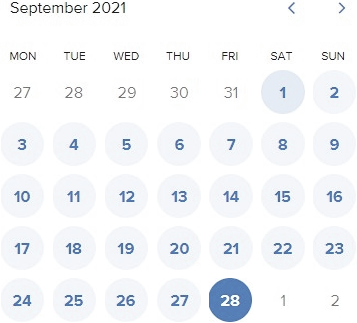 September 2021
MON TUE WED THU FRI SAT SUN
27 28 29 30 31 1 2
3 4 5 6 7 8 9
10 11 12 13 14 15 16
17 18 19 20 21 22 23
24 25 26 27 28 1 2